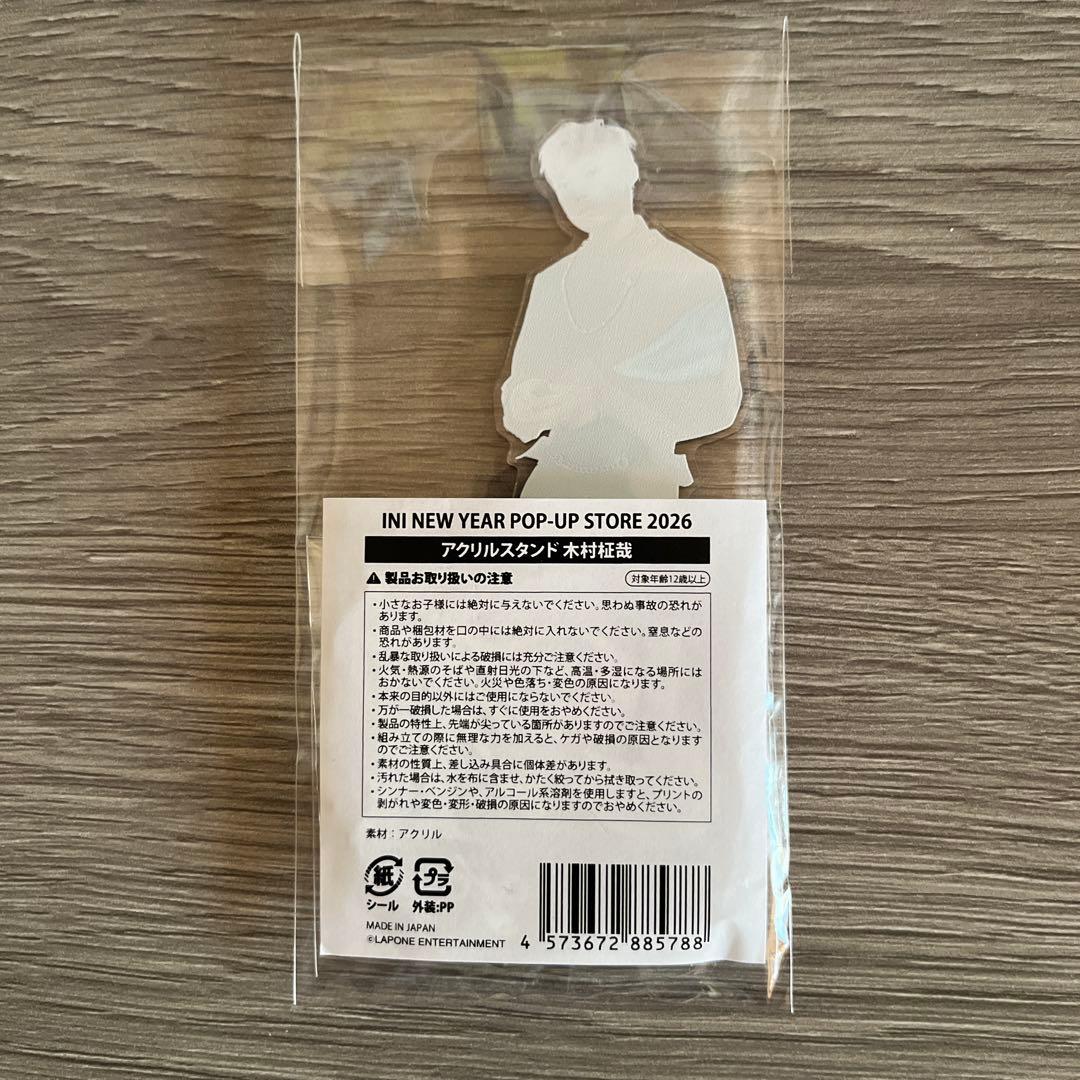 INI NEW YEAR POP-UP STORE 2026
アクリルスタンド 木村柾哉
製品お取り扱いの注意
対象年齢12歳以上
・小さなお子様には絶対に与えないでください。思わぬ事故の恐れが
あります。
・商品や梱包材を口の中には絶対に入れないでください。窒息などの
恐れがあります。
・乱暴な取り扱いによる破損には充分ご注意ください。
・火気・熱源のそばや直射日光の下など、高温・多湿になる場所には
おかないでください。火災や色落ち・変色の原因になります。
・本来の目的以外にはご使用にならないでください。
・万が一破損した場合は、すぐに使用をおやめください。
・製品の特性上、先端が尖っている箇所がありますのでご注意ください。
・組み立ての際に無理な力を加えると、ケガや破損の原因となります
のでご注意ください。
・素材の性質上、差し込み具合に個体差があります。
・汚れた場合は、水を布に含ませ、かたく絞ってから拭き取ってください。
・シンナー・ベンジンや、アルコール系溶剤を使用しますと、プリントの
剥がれや変色・変形・破損の原因になりますのでおやめください。
素材：アクリル
紙
プラ
シール
外装:PP
MADE IN JAPAN
©LAPONE ENTERTAINMENT
4 573672 885788